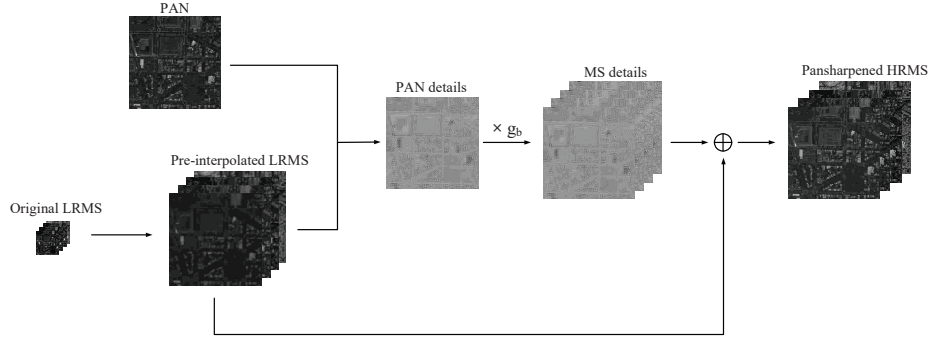 PAN
PAN details
MS details
Pansharpened HRMS
× g_b
Pre-interpolated LRMS
Original LRMS